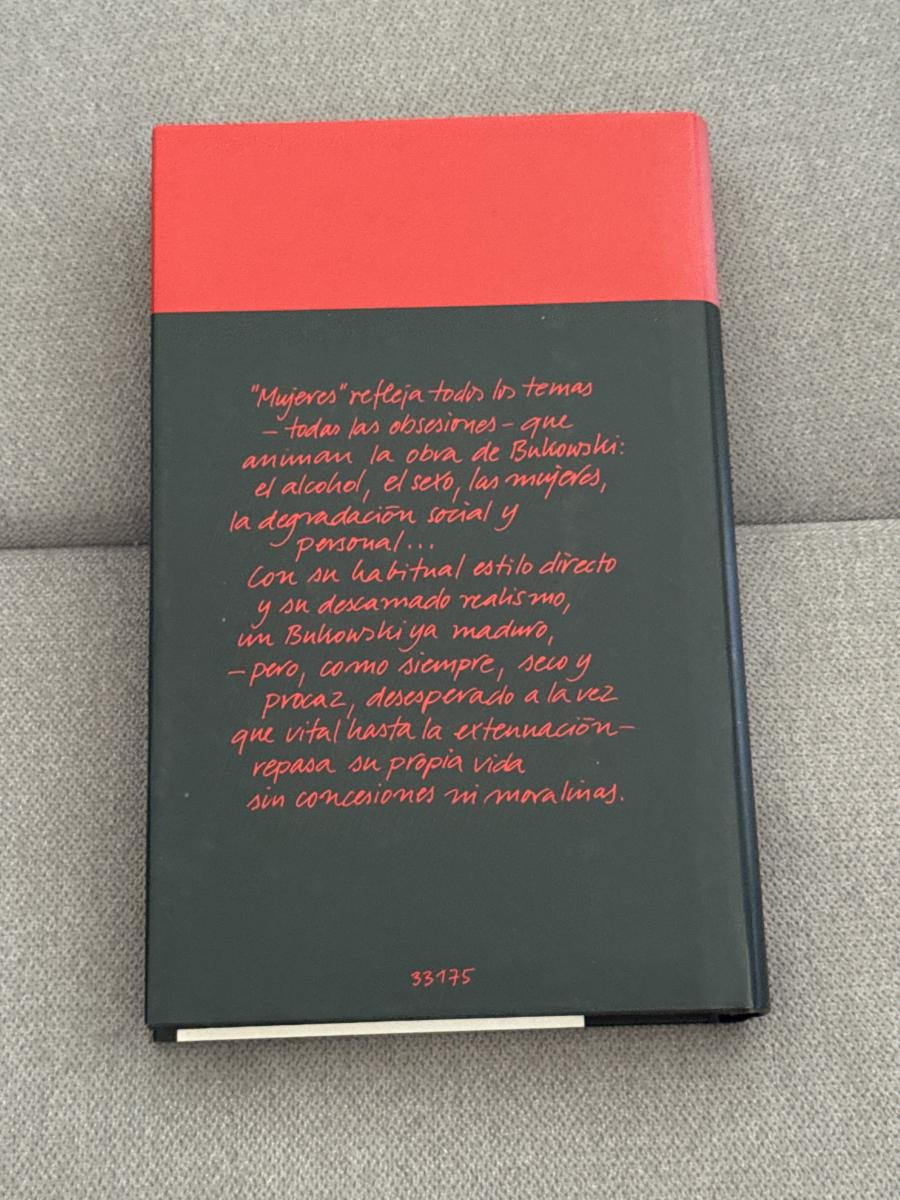 "Mujeres" refleja todos los temas
– todas las obsesiones – que
animan la obra de Bukowski:
el alcohol, el sexo, las mujeres,
la degradación social y
personal...
Con su habitual estilo directo
y su descarnado realismo,
un Bukowski ya maduro,
– pero, como siempre, seco y
procaz, desesperado a la vez
que vital hasta la extenuación –
repasa su propia vida
sin concesiones ni moralinas.
33175